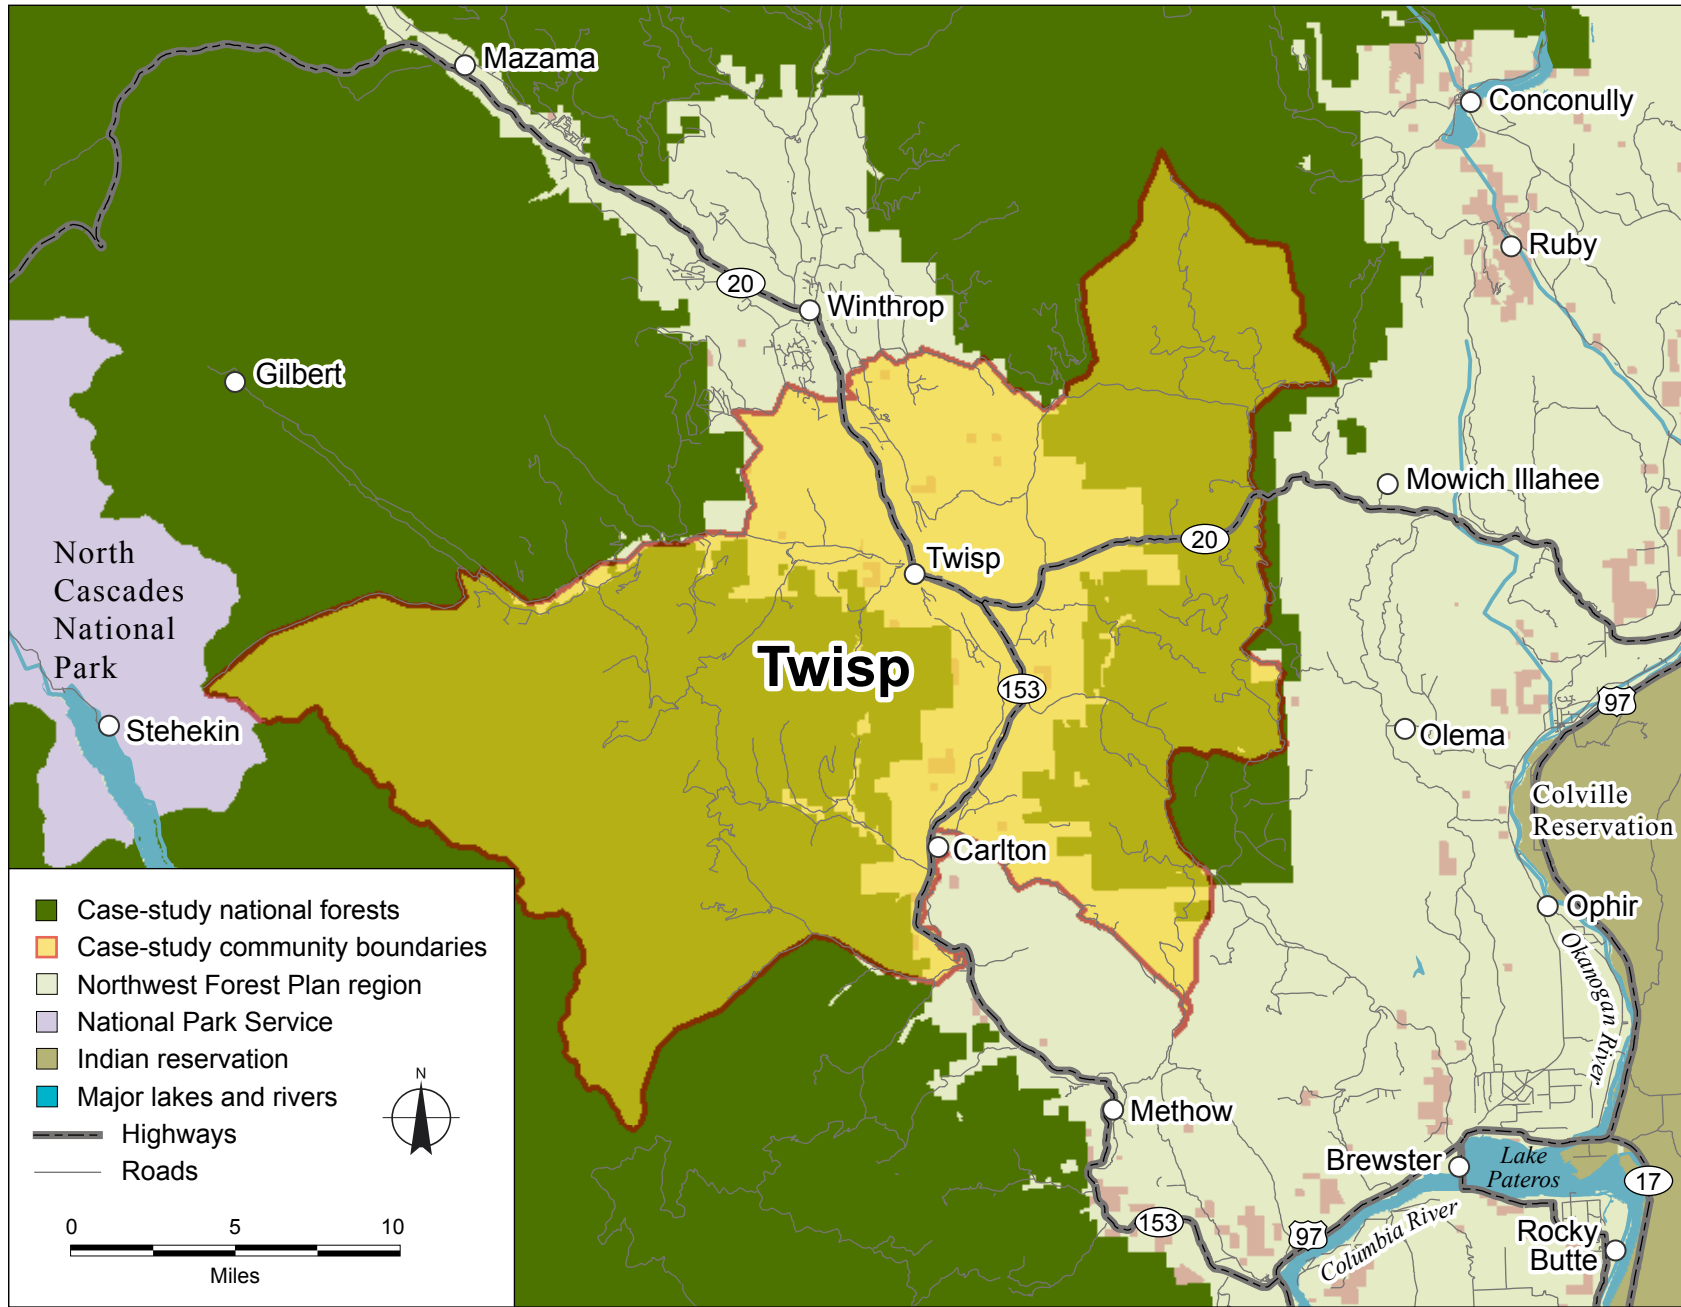 Mazama
Conconully
Ruby
20
Winthrop
Gilbert
Mowich Illahee
20
North
Cascades
National
Park
Twisp
Twisp
153
97
Stehekin
Olema
Colville
Reservation
Carlton
Ophir
Okanogan River
Methow
Brewster
Lake
Pateros
17
153
97
Columbia River
Rocky
Butte
Case-study national forests
Case-study community boundaries
Northwest Forest Plan region
National Park Service
Indian reservation
Major lakes and rivers
Highways
Roads
N
0 5 10
Miles